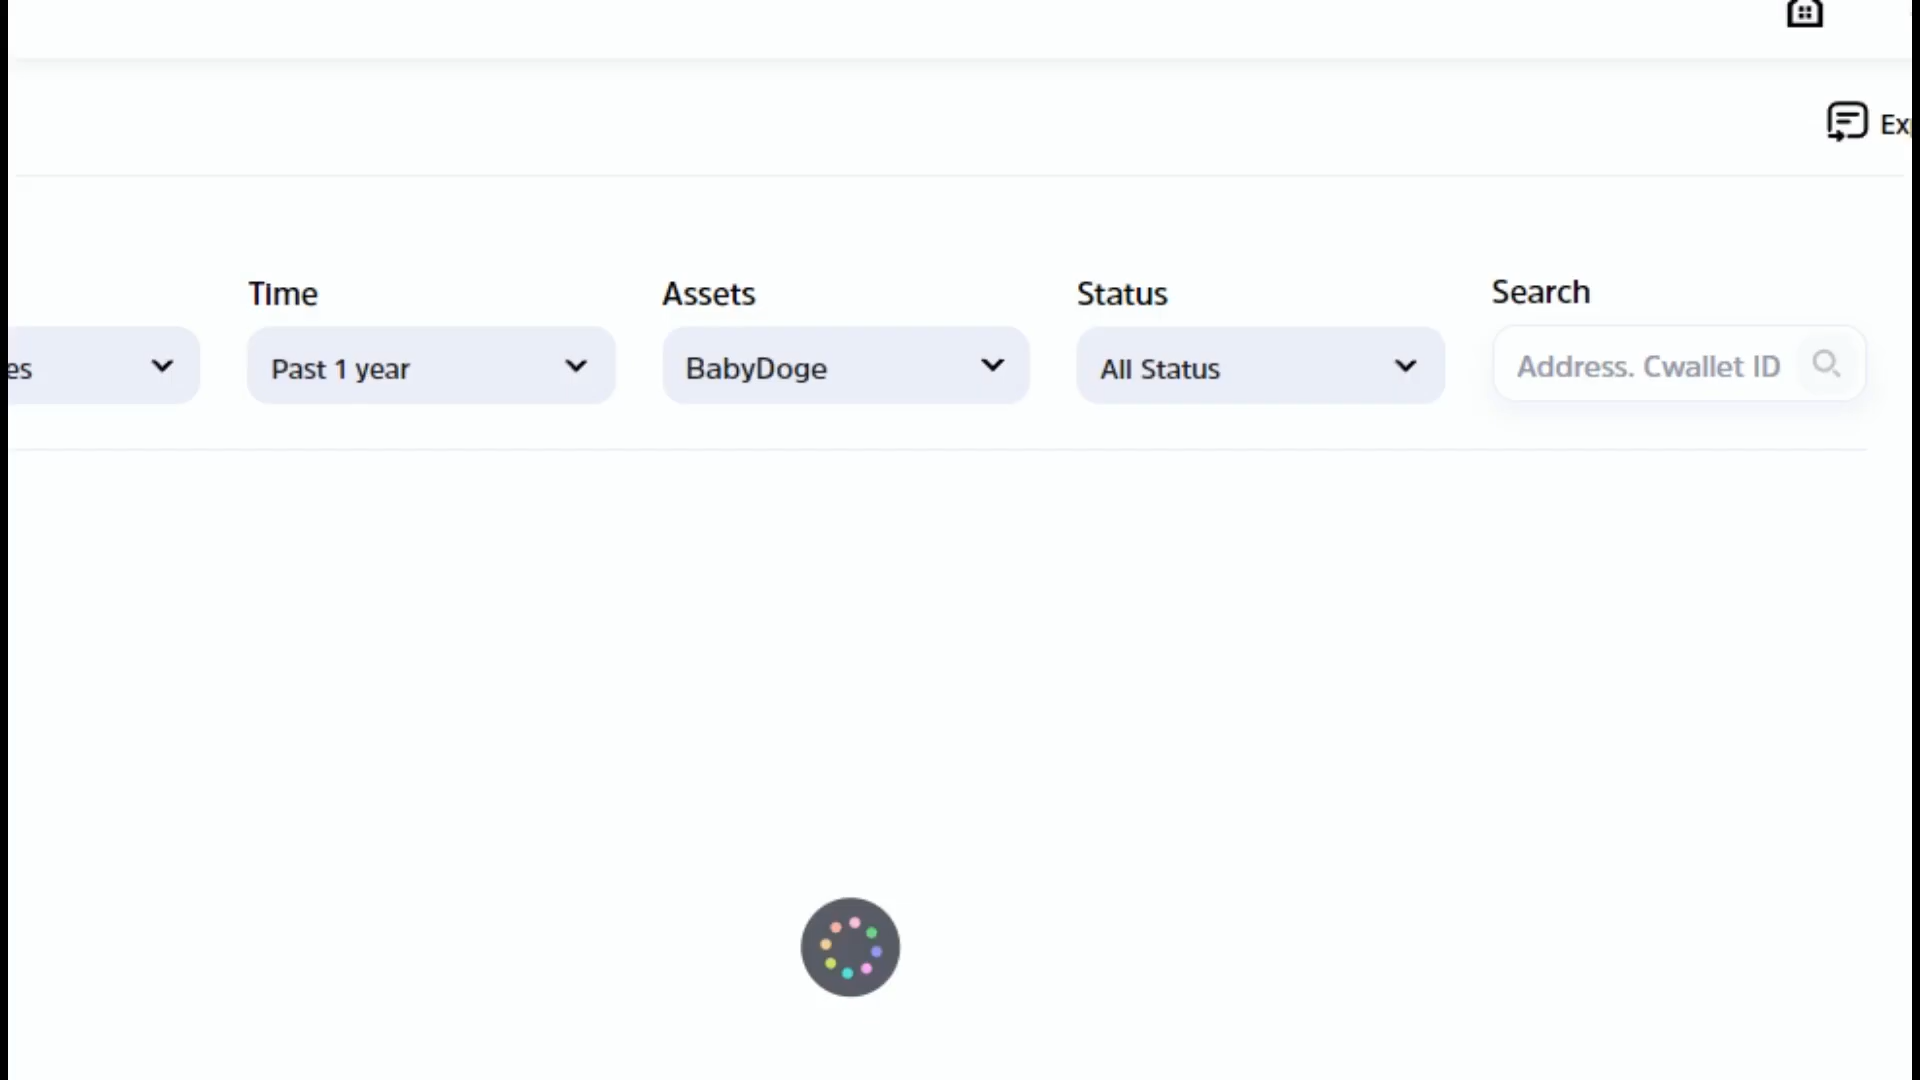 Ex
Time
Assets
Status
Search
es
Past 1 year
BabyDoge
All Status
Address. Cwallet ID